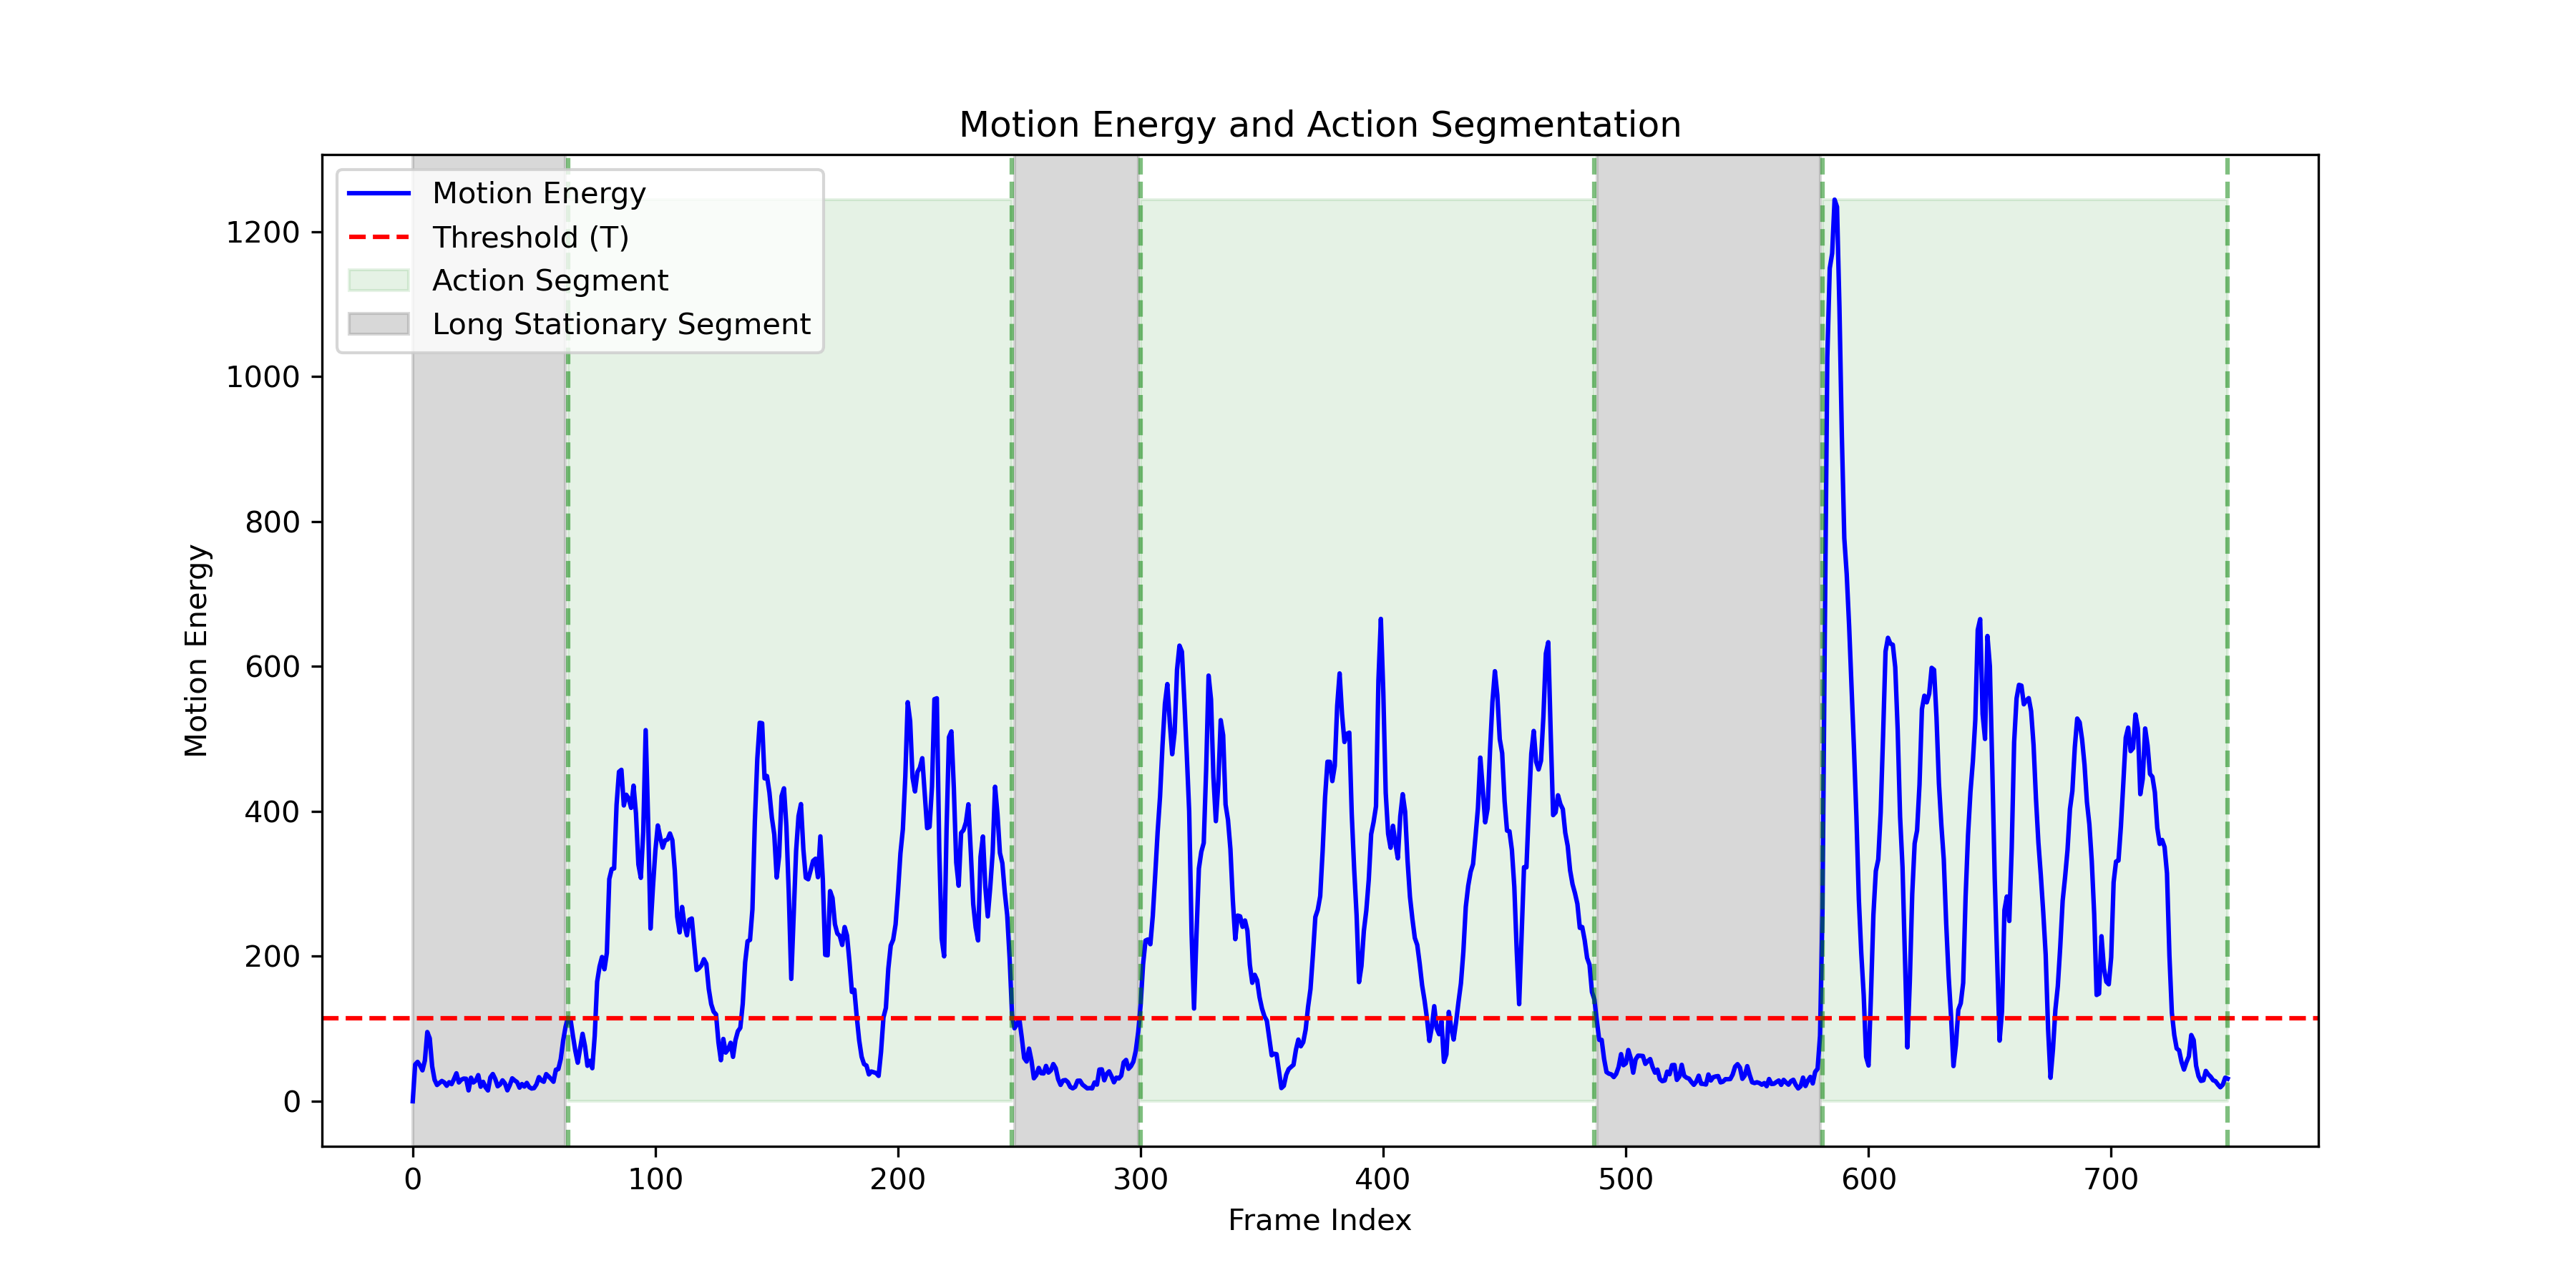 Motion Energy and Action Segmentation
Motion Energy
Threshold (T)
Action Segment
Long Stationary Segment
1200
1000
800
600
400
200
0
Motion Energy
0 100 200 300 400 500 600 700
Frame Index